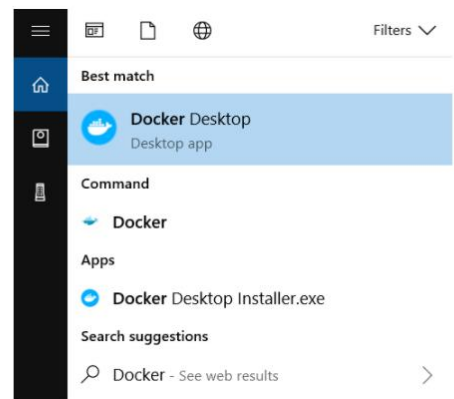 Filters
Best match
Docker Desktop
Desktop app
Command
Docker
Apps
Docker Desktop Installer.exe
Search suggestions
Docker - See web results